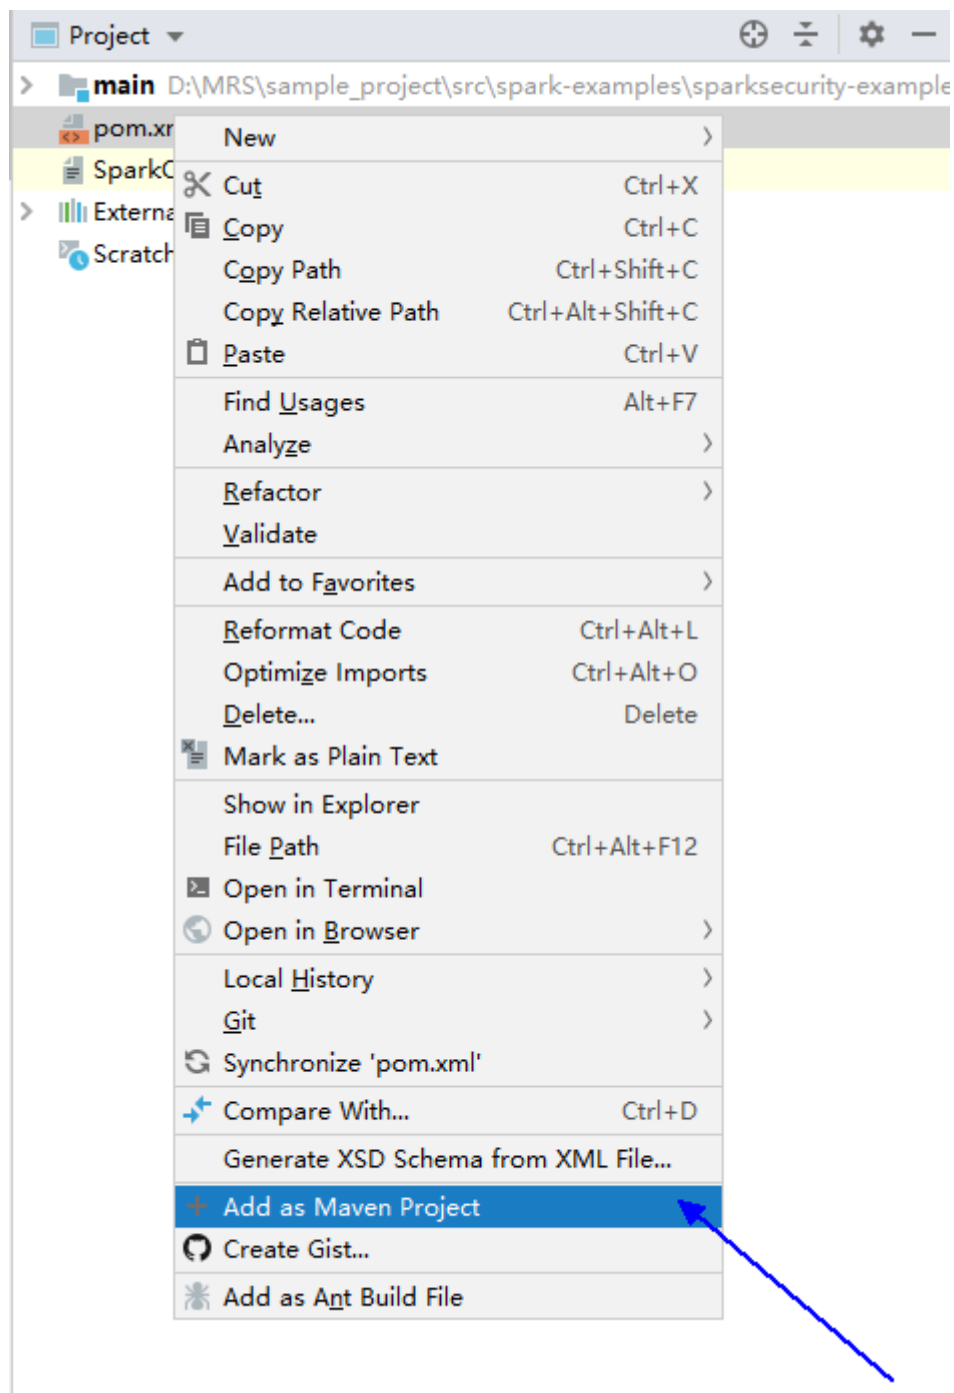 Project
main D:\MRS\sample_project\src\spark-examples\sparksecurity-example
pom.xm
New
SparkC
Cut Ctrl+X
Externa
Copy Ctrl+C
Scratch
Copy Path Ctrl+Shift+C
Copy Relative Path Ctrl+Alt+Shift+C
Paste Ctrl+V
Find Usages Alt+F7
Analyze
Refactor
Validate
Add to Favorites
Reformat Code Ctrl+Alt+L
Optimize Imports Ctrl+Alt+O
Delete... Delete
Mark as Plain Text
Show in Explorer
File Path Ctrl+Alt+F12
Open in Terminal
Open in Browser
Local History
Git
Synchronize 'pom.xml'
Compare With... Ctrl+D
Generate XSD Schema from XML File...
Add as Maven Project
Create Gist...
Add as Ant Build File